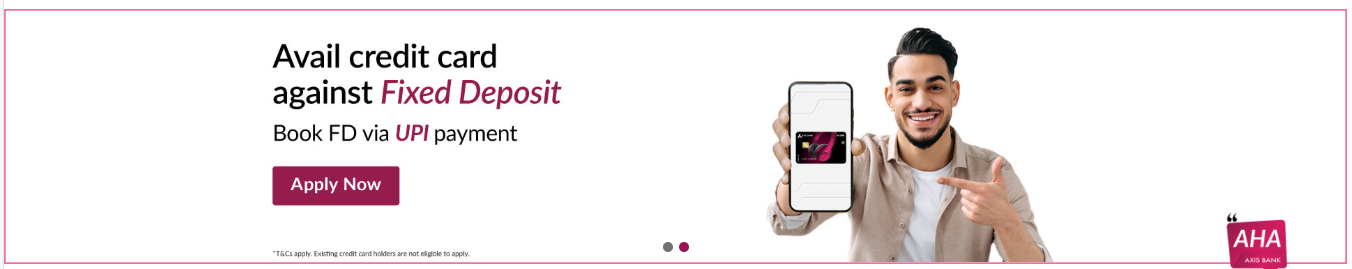 Avail credit card
against Fixed Deposit
Book FD via UPI payment
Apply Now
*T&Cs apply. Existing credit card holders are not eligible to apply.
AHA
AXIS BANK